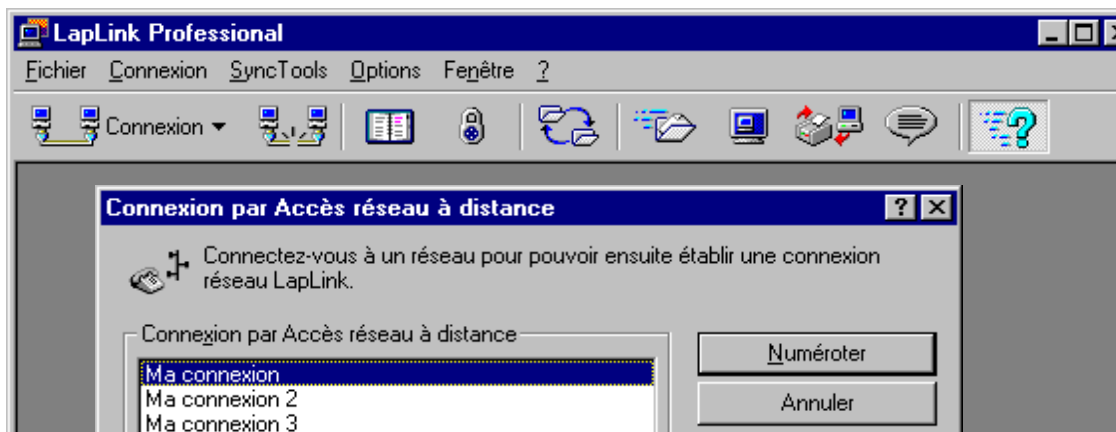 LapLink Professional
Fichier Connexion SyncTools Options Fenêtre ?
Connexion
Connexion par Accès réseau à distance
Connectez-vous à un réseau pour pouvoir ensuite établir une connexion
réseau LapLink.
Connexion par Accès réseau à distance
Numéroter
Ma connexion
Ma connexion 2
Annuler
Ma connexion 3